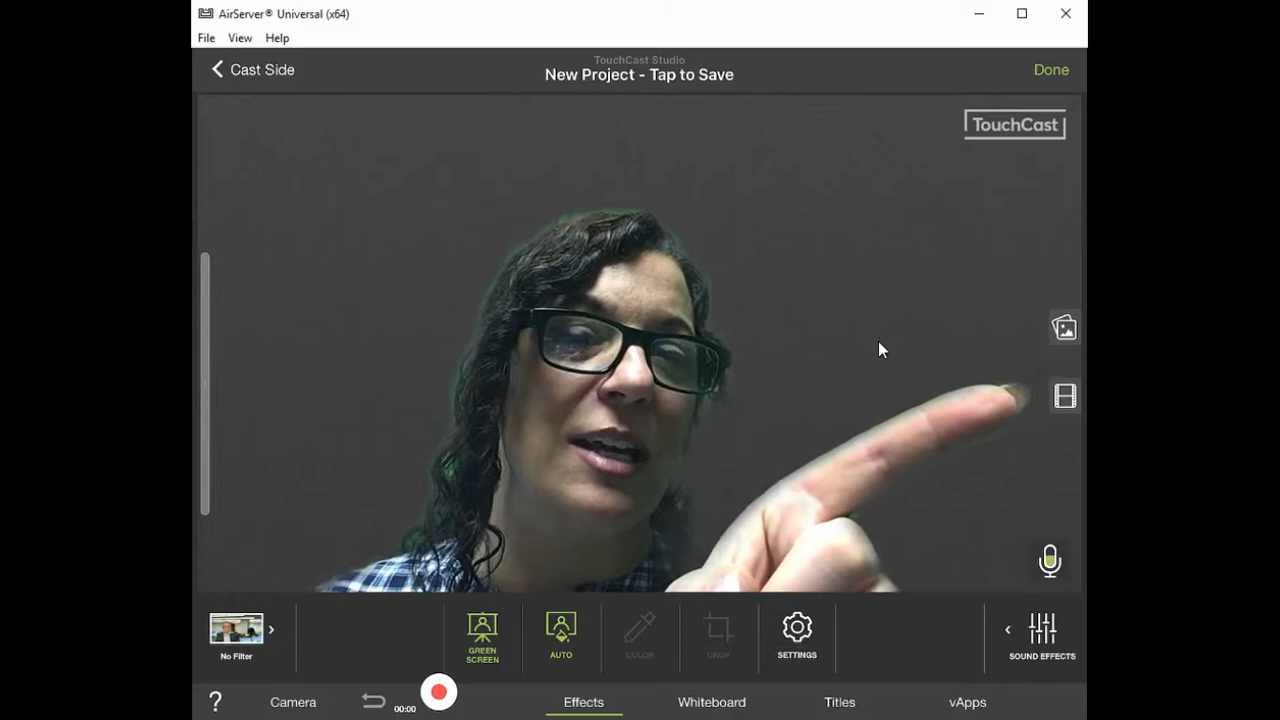 AirServer® Universal (x64)
File View Help
TouchCast Studio
Cast Side
New Project - Tap to Save
Done
TouchCast
No Filter
GREEN
SCREEN
AUTO
COLOR
CROP
SETTINGS
SOUND EFFECTS
?
Camera
00:00
Effects
Whiteboard
Titles
vApps